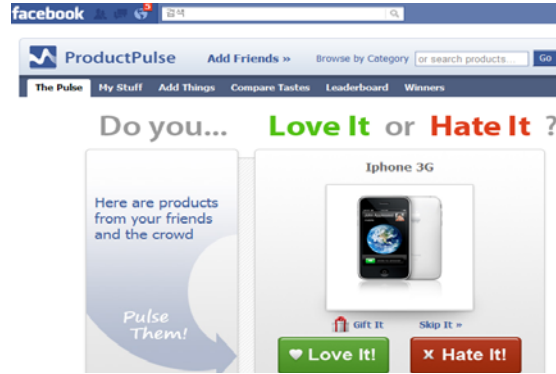 facebook 5 검색
ProductPulse Add Friends » Browse by Category or search products... Go
The Pulse My Stuff Add Things Compare Tastes Leaderboard Winners
Do you... Love It or Hate It ?
Iphone 3G
Here are products
from your friends
and the crowd
Pulse
Them!
Gift It Skip It »
Love It! x Hate It!